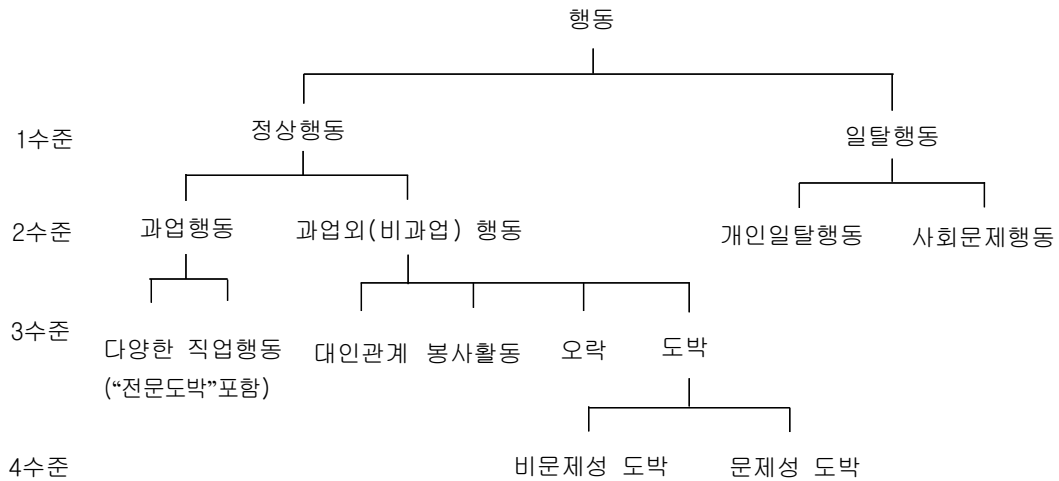 행동
1수준 정상행동 일탈행동
2수준 과업행동 과업외(비과업) 행동 개인일탈행동 사회문제행동
3수준 다양한 직업행동 대인관계 봉사활동 오락 도박
(“전문도박”포함)
4수준 비문제성 도박 문제성 도박